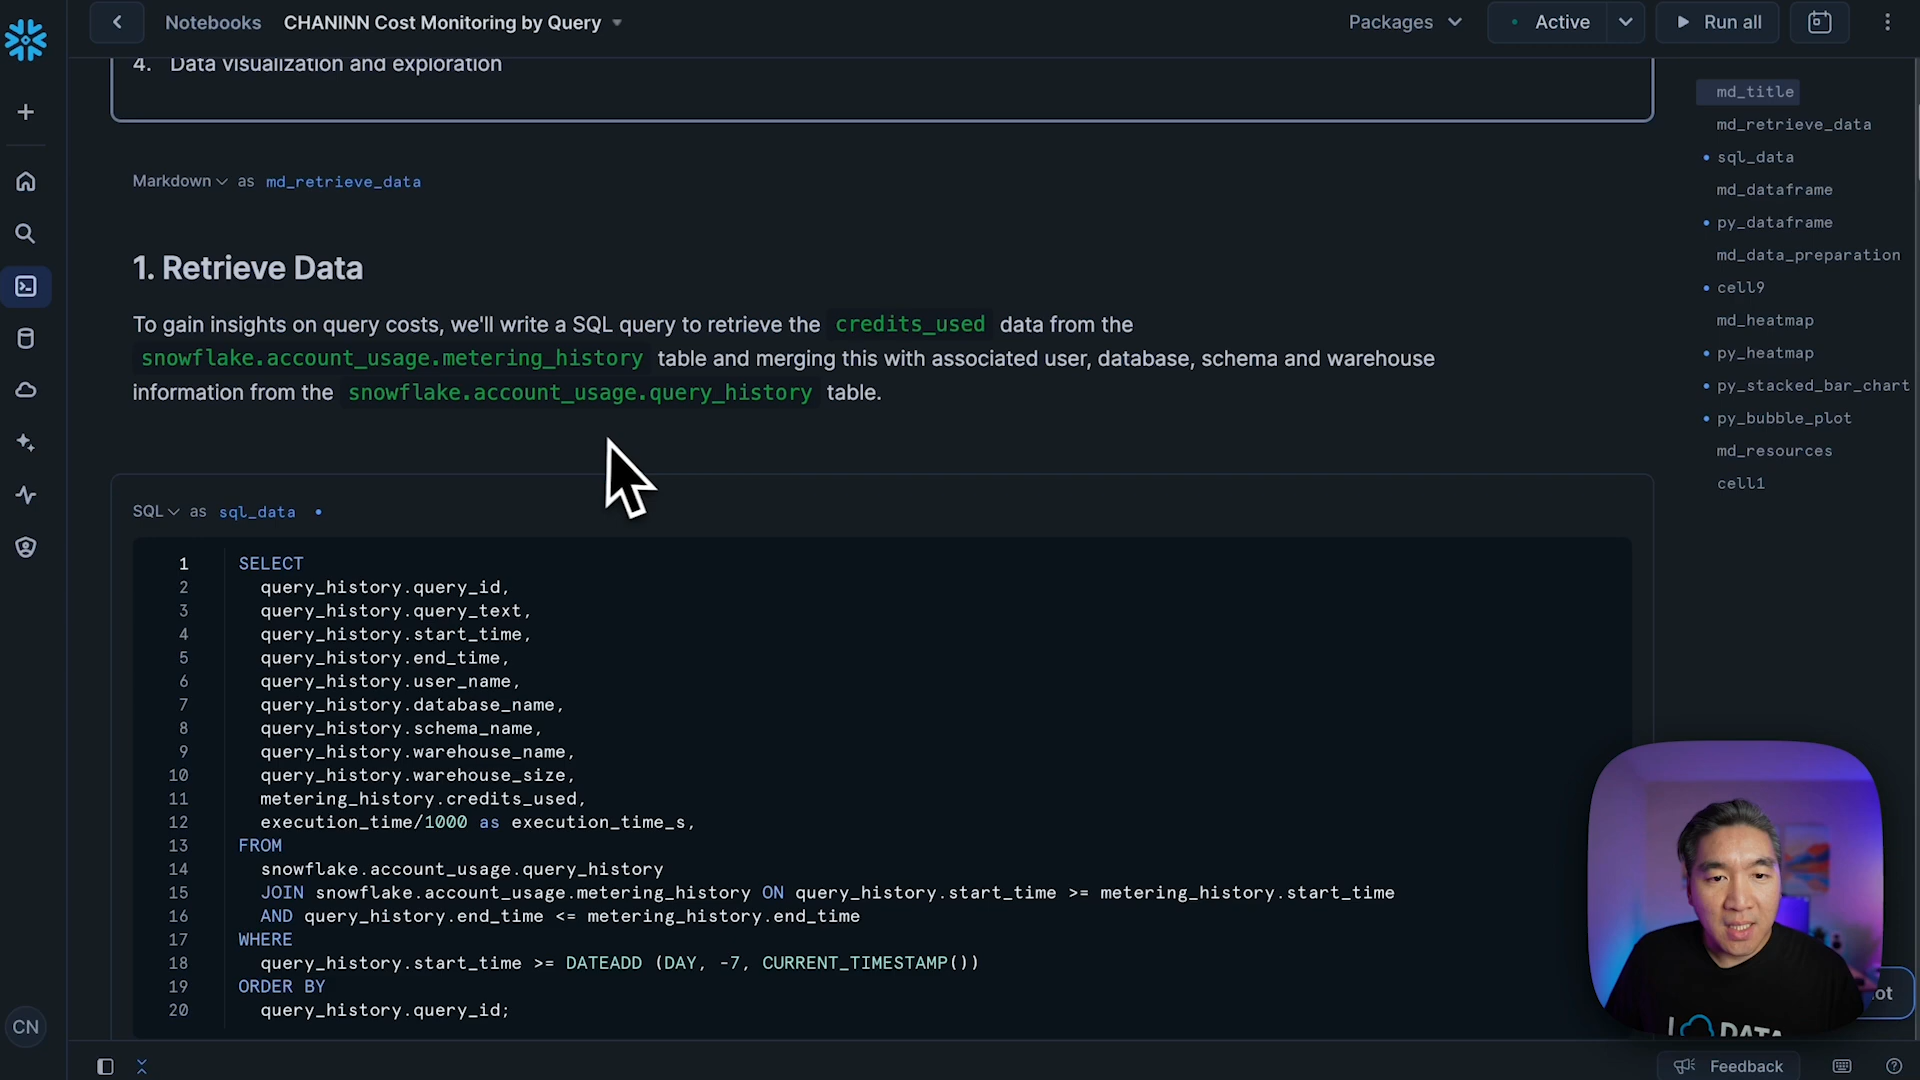 Notebooks CHANINN Cost Monitoring by Query
Packages Active Run all
4. Data visualization and exploration
Markdown as md_retrieve_data
1. Retrieve Data
To gain insights on query costs, we'll write a SQL query to retrieve the credits_used data from the
snowflake.account_usage.metering_history table and merging this with associated user, database, schema and warehouse
information from the snowflake.account_usage.query_history table.
SQL as sql_data
1 SELECT
2 query_history.query_id,
3 query_history.query_text,
4 query_history.start_time,
5 query_history.end_time,
6 query_history.user_name,
7 query_history.database_name,
8 query_history.schema_name,
9 query_history.warehouse_name,
10 query_history.warehouse_size,
11 metering_history.credits_used,
12 execution_time/1000 as execution_time_s,
13 FROM
14 snowflake.account_usage.query_history
15 JOIN snowflake.account_usage.metering_history ON query_history.start_time >= metering_history.start_time
16 AND query_history.end_time <= metering_history.end_time
17 WHERE
18 query_history.start_time >= DATEADD (DAY, -7, CURRENT_TIMESTAMP())
19 ORDER BY
20 query_history.query_id;
md_title
md_retrieve_data
sql_data
md_dataframe
py_dataframe
md_data_preparation
cell9
md_heatmap
py_heatmap
py_stacked_bar_chart
py_bubble_plot
md_resources
cell1
CN
DATA
Feedback